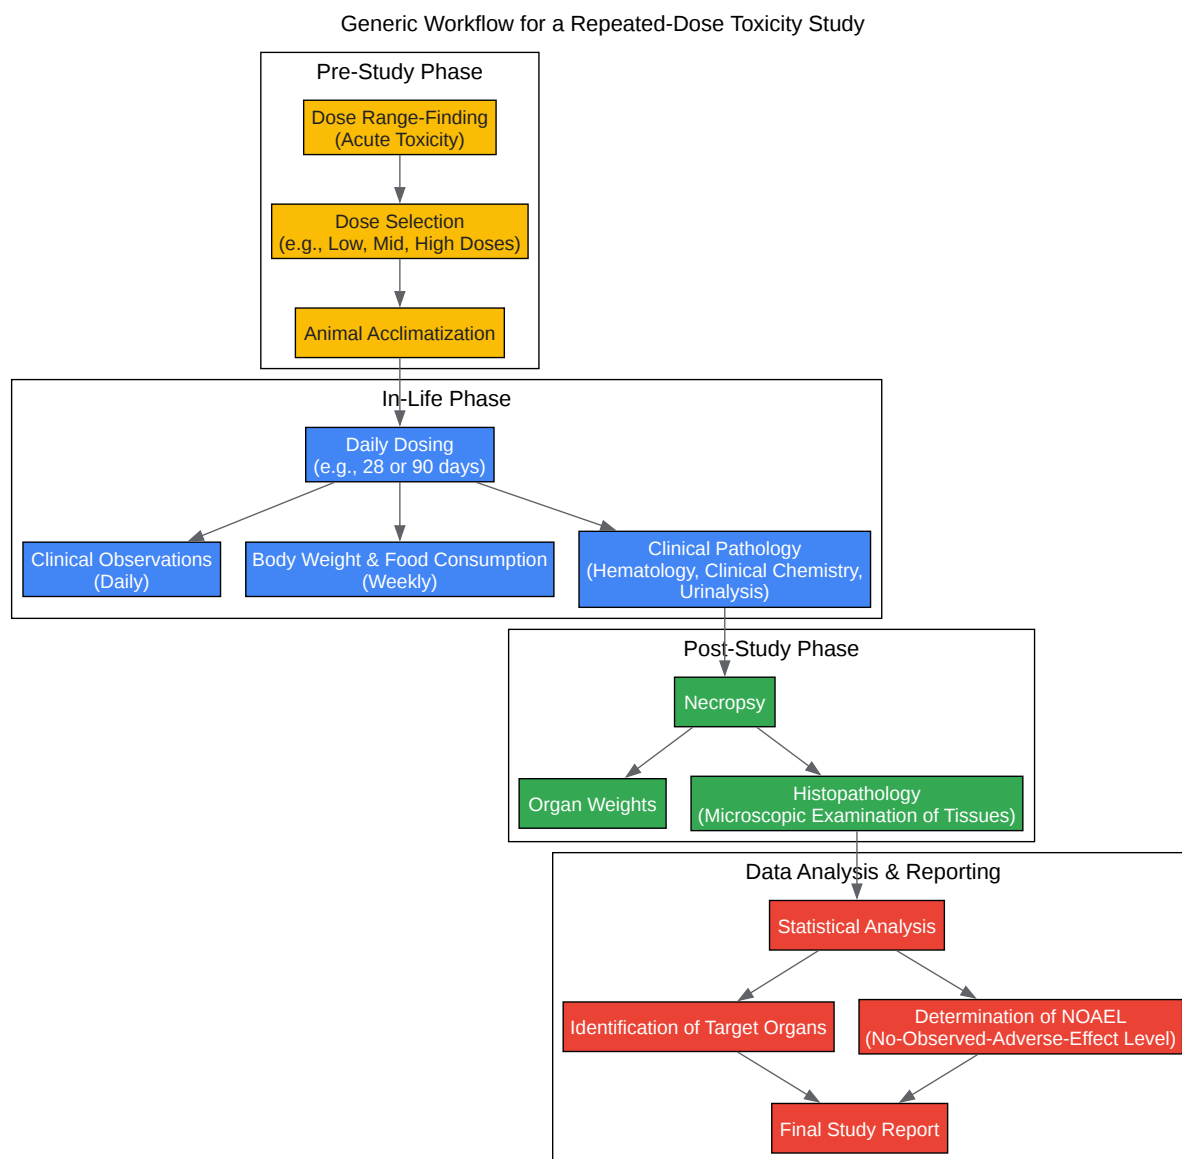 Generic Workflow for a Repeated-Dose Toxicity Study
Pre-Study Phase
Dose Range-Finding
(Acute Toxicity)
Dose Selection
(e.g., Low, Mid, High Doses)
Animal Acclimatization
In-Life Phase
Daily Dosing
(e.g., 28 or 90 days)
Clinical Observations
(Daily)
Body Weight & Food Consumption
(Weekly)
Clinical Pathology
(Hematology, Clinical Chemistry,
Urinalysis)
Post-Study Phase
Necropsy
Organ Weights
Histopathology
(Microscopic Examination of Tissues)
Data Analysis & Reporting
Statistical Analysis
Identification of Target Organs
Determination of NOAEL
(No-Observed-Adverse-Effect Level)
Final Study Report